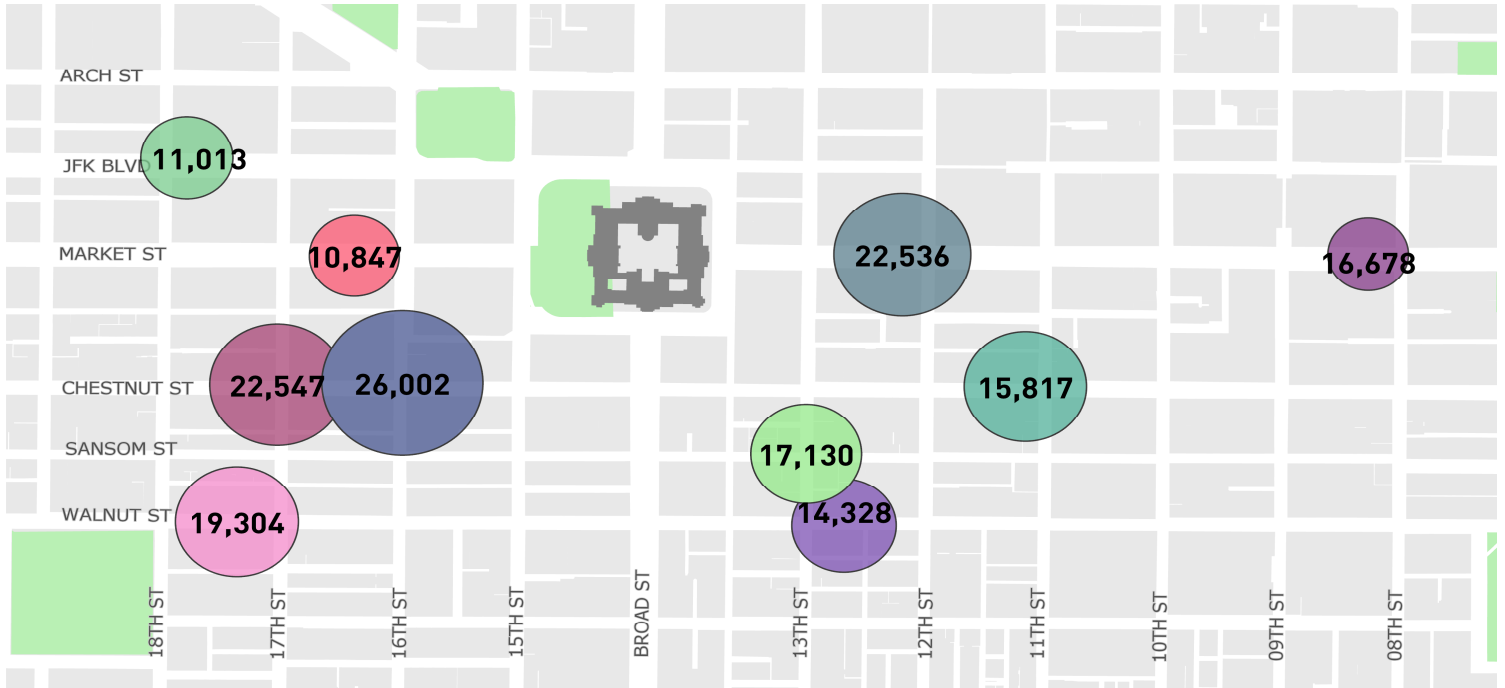 ARCH ST
JFK BLVD
11,013
MARKET ST
10,847
22,536
16,678
CHESTNUT ST
22,547
26,002
15,817
SANSOM ST
17,130
WALNUT ST
19,304
14,328
18TH ST
17TH ST
16TH ST
15TH ST
BROAD ST
13TH ST
12TH ST
11TH ST
10TH ST
09TH ST
08TH ST